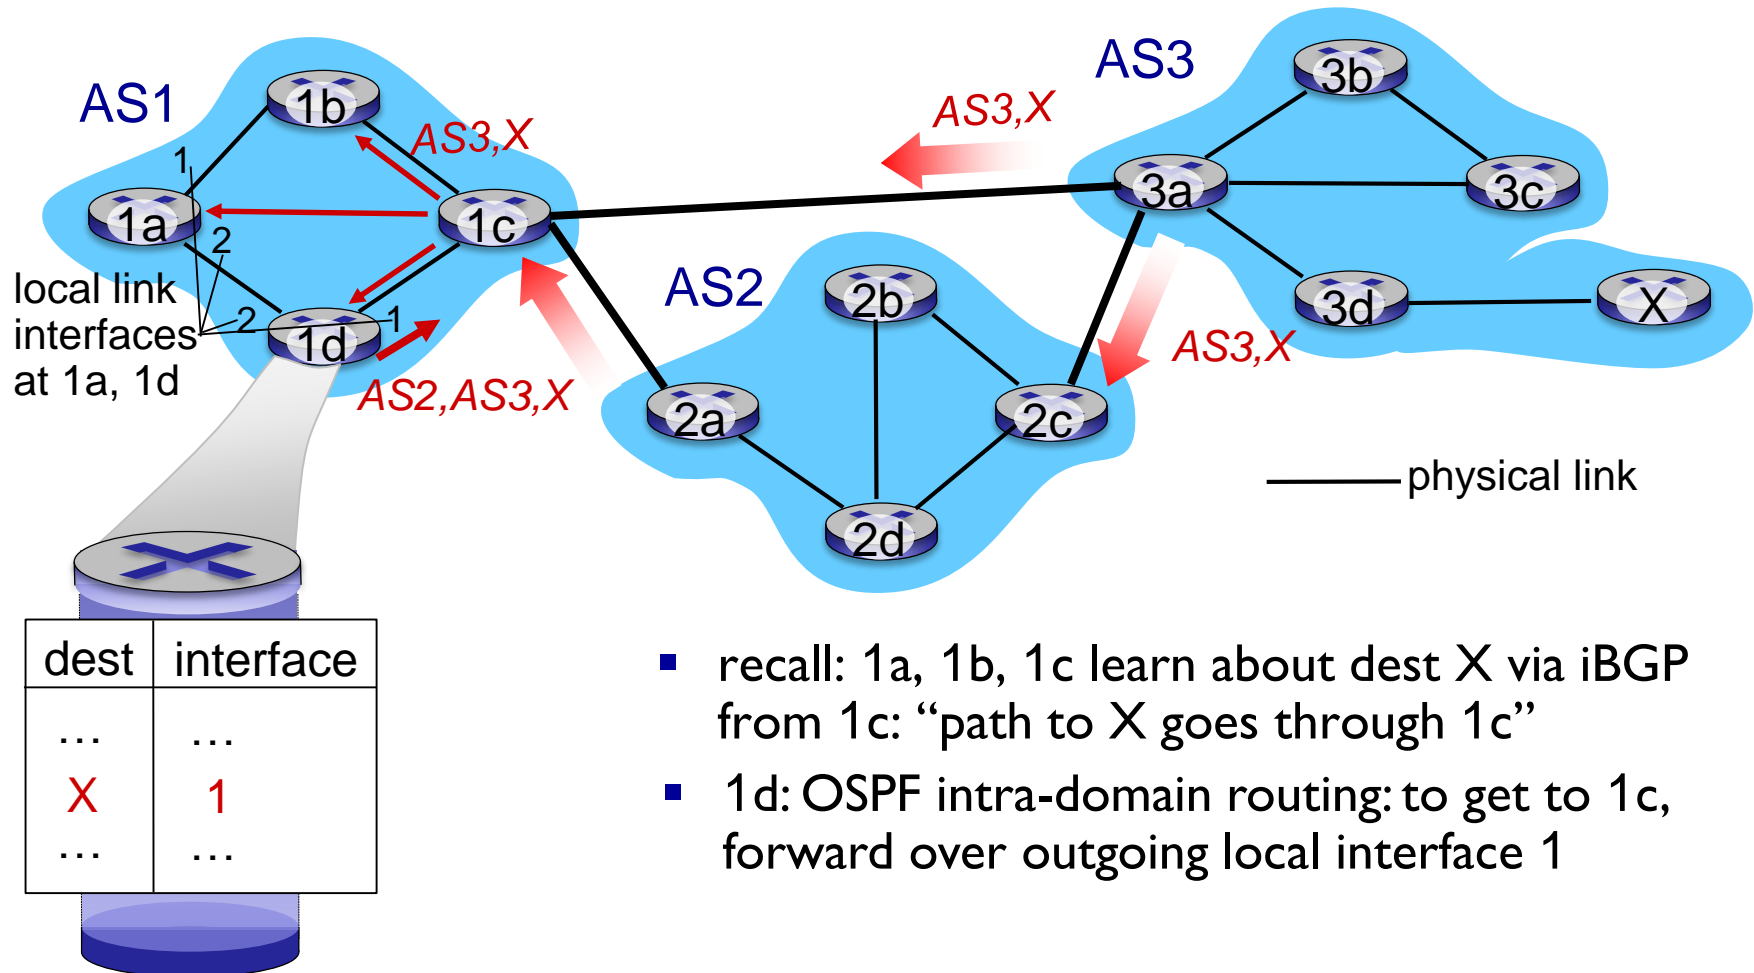 AS3
3b
AS1
1b
AS3,X
AS3,X
1
3a
3c
1a
1c
2
AS2
local link
interfaces
at 1a, 1d
2
1
1d
2b
3d
X
AS3,X
AS2,AS3,X
2a
2c
physical link
2d
dest interface
... ...
X 1
... ...
▪ recall: 1a, 1b, 1c learn about dest X via iBGP
from 1c: “path to X goes through 1c”
▪ 1d: OSPF intra-domain routing: to get to 1c,
forward over outgoing local interface 1